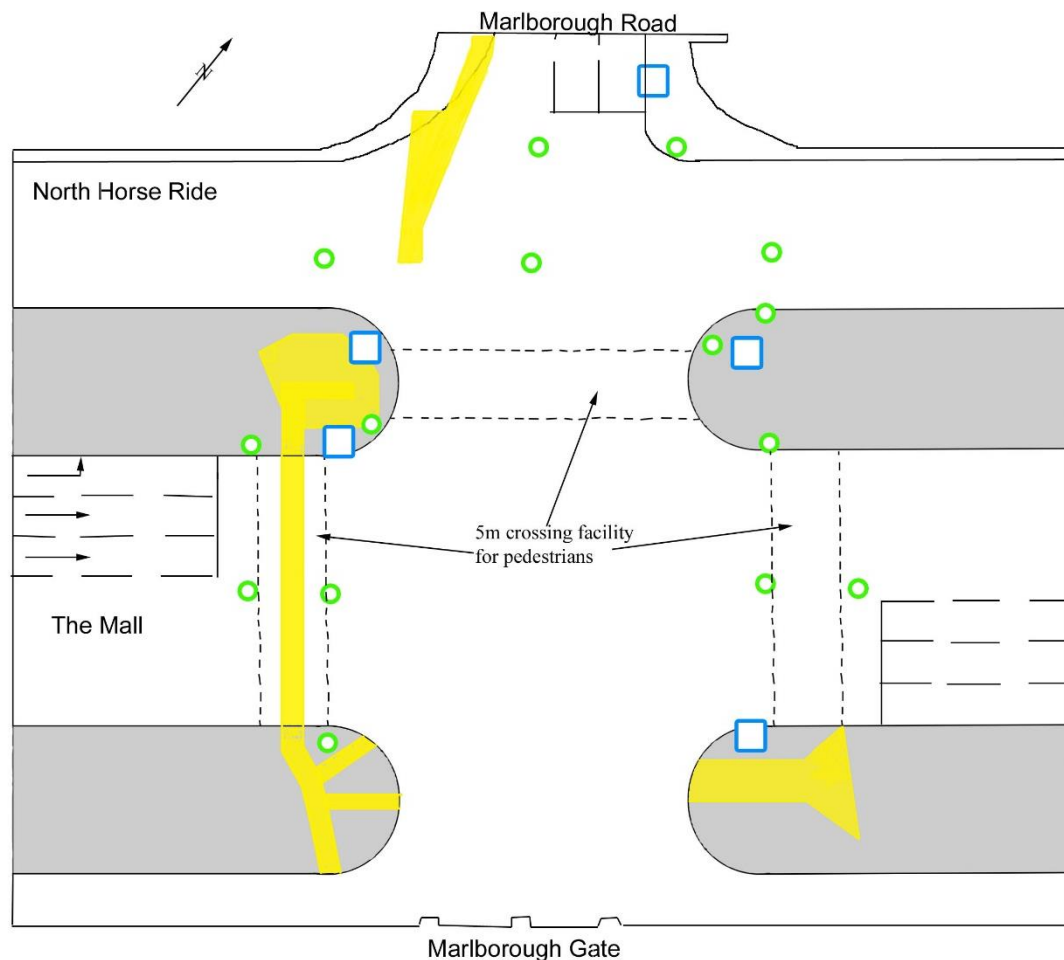 Marlborough Road
N
North Horse Ride
5m crossing facility
for pedestrians
The Mall
Marlborough Gate